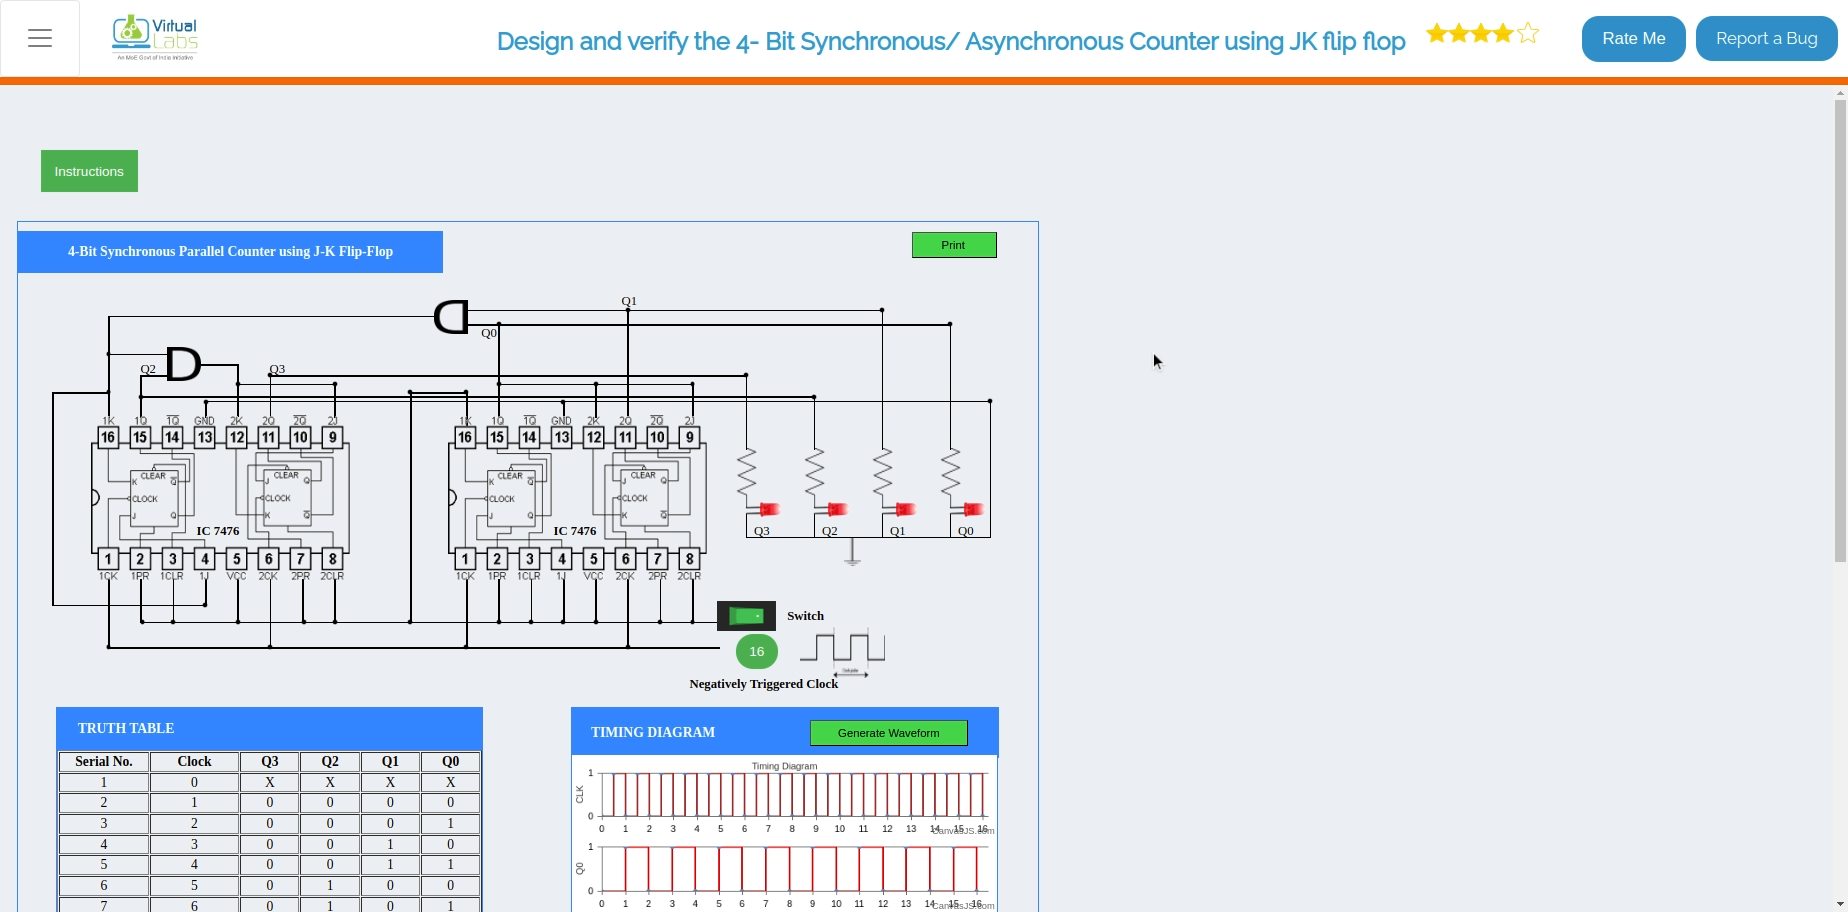 Virtual
Labs
An MoE Govt of India Initiative
Design and verify the 4- Bit Synchronous/ Asynchronous Counter using JK flip flop
Rate Me
Report a Bug
Instructions
4-Bit Synchronous Parallel Counter using J-K Flip-Flop
Print
Q1
Q0
Q2
Q3
1K 1Q 1Q GND 2K 2Q 2Q 2J
16 15 14 13 12 11 10 9
CLEAR
K Q
CLOCK
J Q
CLEAR
J Q
CLOCK
K Q
IC 7476
1 2 3 4 5 6 7 8
1CK 1PR 1CLR 1J VCC 2CK 2PR 2CLR
1K 1Q 1Q GND 2K 2Q 2Q 2J
16 15 14 13 12 11 10 9
CLEAR
K Q
CLOCK
J Q
CLEAR
J Q
CLOCK
K Q
IC 7476
1 2 3 4 5 6 7 8
1CK 1PR 1CLR 1J VCC 2CK 2PR 2CLR
Q3 Q2 Q1 Q0
Switch
16
Negatively Triggered Clock
TRUTH TABLE
Serial No. Clock Q3 Q2 Q1 Q0
1 0 X X X X
2 1 0 0 0 0
3 2 0 0 0 1
4 3 0 0 1 0
5 4 0 0 1 1
6 5 0 1 0 0
7 6 0 1 0 1
TIMING DIAGRAM
Generate Waveform
Timing Diagram
1
CLK
0
0 1 2 3 4 5 6 7 8 9 10 11 12 13 14 15 16
CanvasJS.com
1
Q0
0
0 1 2 3 4 5 6 7 8 9 10 11 12 13 14 15 16
CanvasJS.com